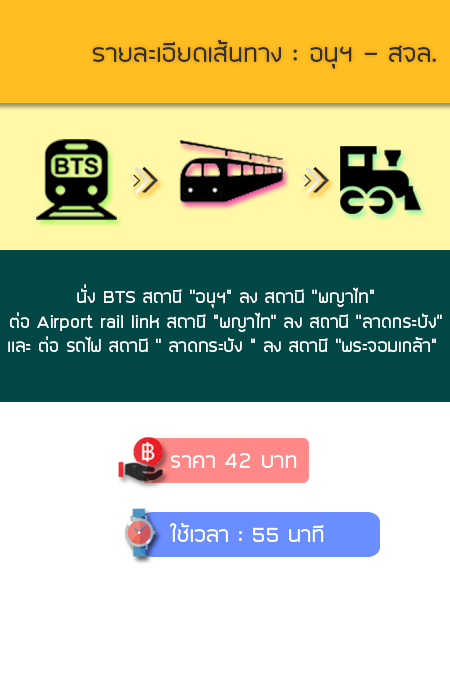 รายละเอียดเส้นทาง : อนุฯ - สจล.
BTS
นั่ง BTS สถานี "อนุฯ" ลง สถานี "พญาไท"
ต่อ Airport rail link สถานี "พญาไท" ลง สถานี "ลาดกระบัง"
และ ต่อ รถไฟ สถานี " ลาดกระบัง " ลง สถานี "พระจอมเกล้า"
฿
ราคา 42 บาท
ใช้เวลา : 55 นาที